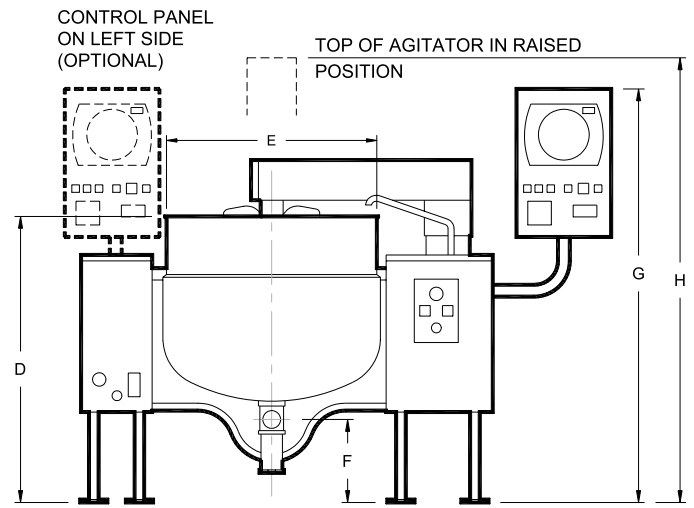 CONTROL PANEL
ON LEFT SIDE
(OPTIONAL)
TOP OF AGITATOR IN RAISED
POSITION
E
G
H
D
F